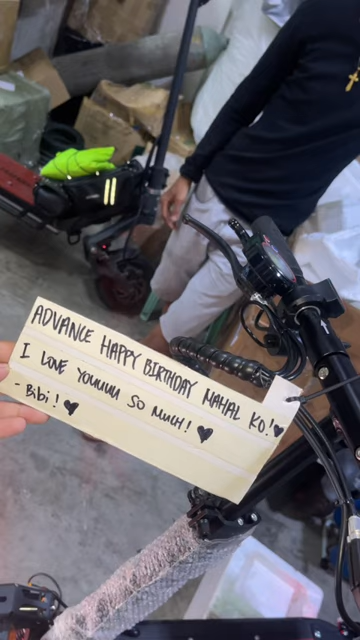 ADVANCE HAPPY BIRTHDAY MAHAL KO!♥
I LOVE YOUUUU SO MUCH! ♥
- Bibi! ♥